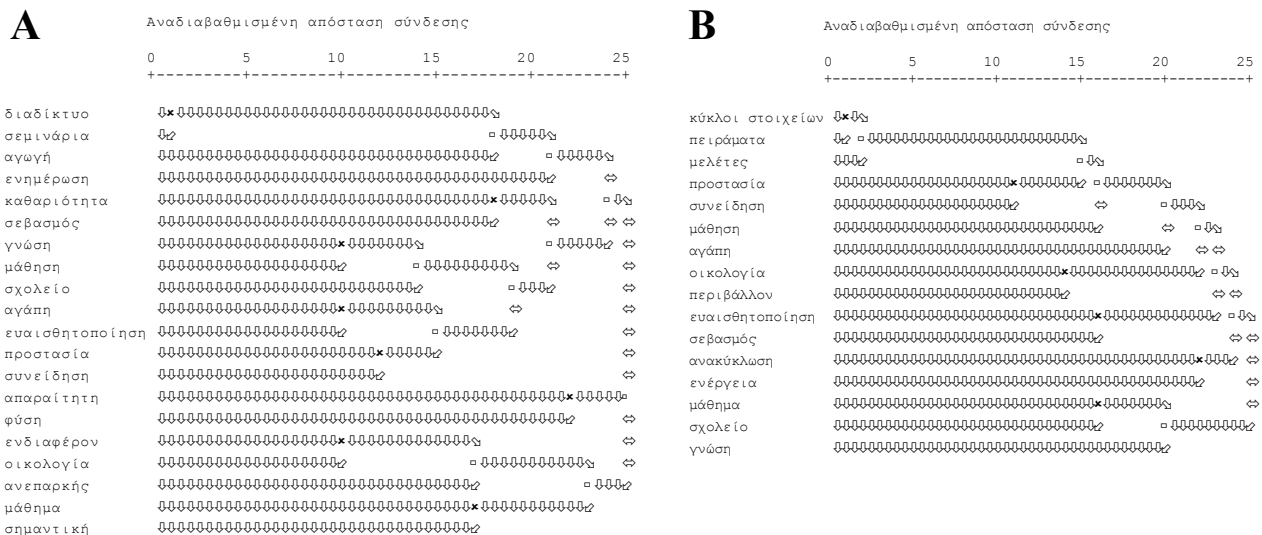 A
Αναδιαβαθμισμένη απόσταση σύνδεσης
0 5 10 15 20 25
διαδίκτυο
σεμινάρια
αγωγή
ενημέρωση
καθαριότητα
σεβασμός
γνώση
μάθηση
σχολείο
αγάπη
ευαισθητοποίηση
προστασία
συνείδηση
απαραίτητη
φύση
ενδιαφέρον
οικολογία
ανεπαρκής
μάθημα
σημαντική
B
Αναδιαβαθμισμένη απόσταση σύνδεσης
0 5 10 15 20 25
κύκλοι στοιχείων
πειράματα
μελέτες
προστασία
συνείδηση
μάθηση
αγάπη
οικολογία
περιβάλλον
ευαισθητοποίηση
σεβασμός
ανακύκλωση
ενέργεια
μάθημα
σχολείο
γνώση